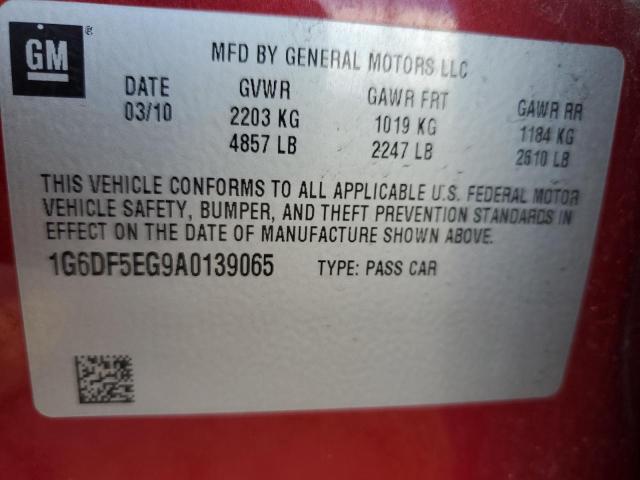 GM ®
MFD BY GENERAL MOTORS LLC
DATE GVWR GAWR FRT GAWR RR
03/10 2203 KG 1019 KG 1184 KG
4857 LB 2247 LB 2610 LB
THIS VEHICLE CONFORMS TO ALL APPLICABLE U.S. FEDERAL MOTOR
VEHICLE SAFETY, BUMPER, AND THEFT PREVENTION STANDARDS IN
EFFECT ON THE DATE OF MANUFACTURE SHOWN ABOVE.
1G6DF5EG9A0139065 TYPE: PASS CAR